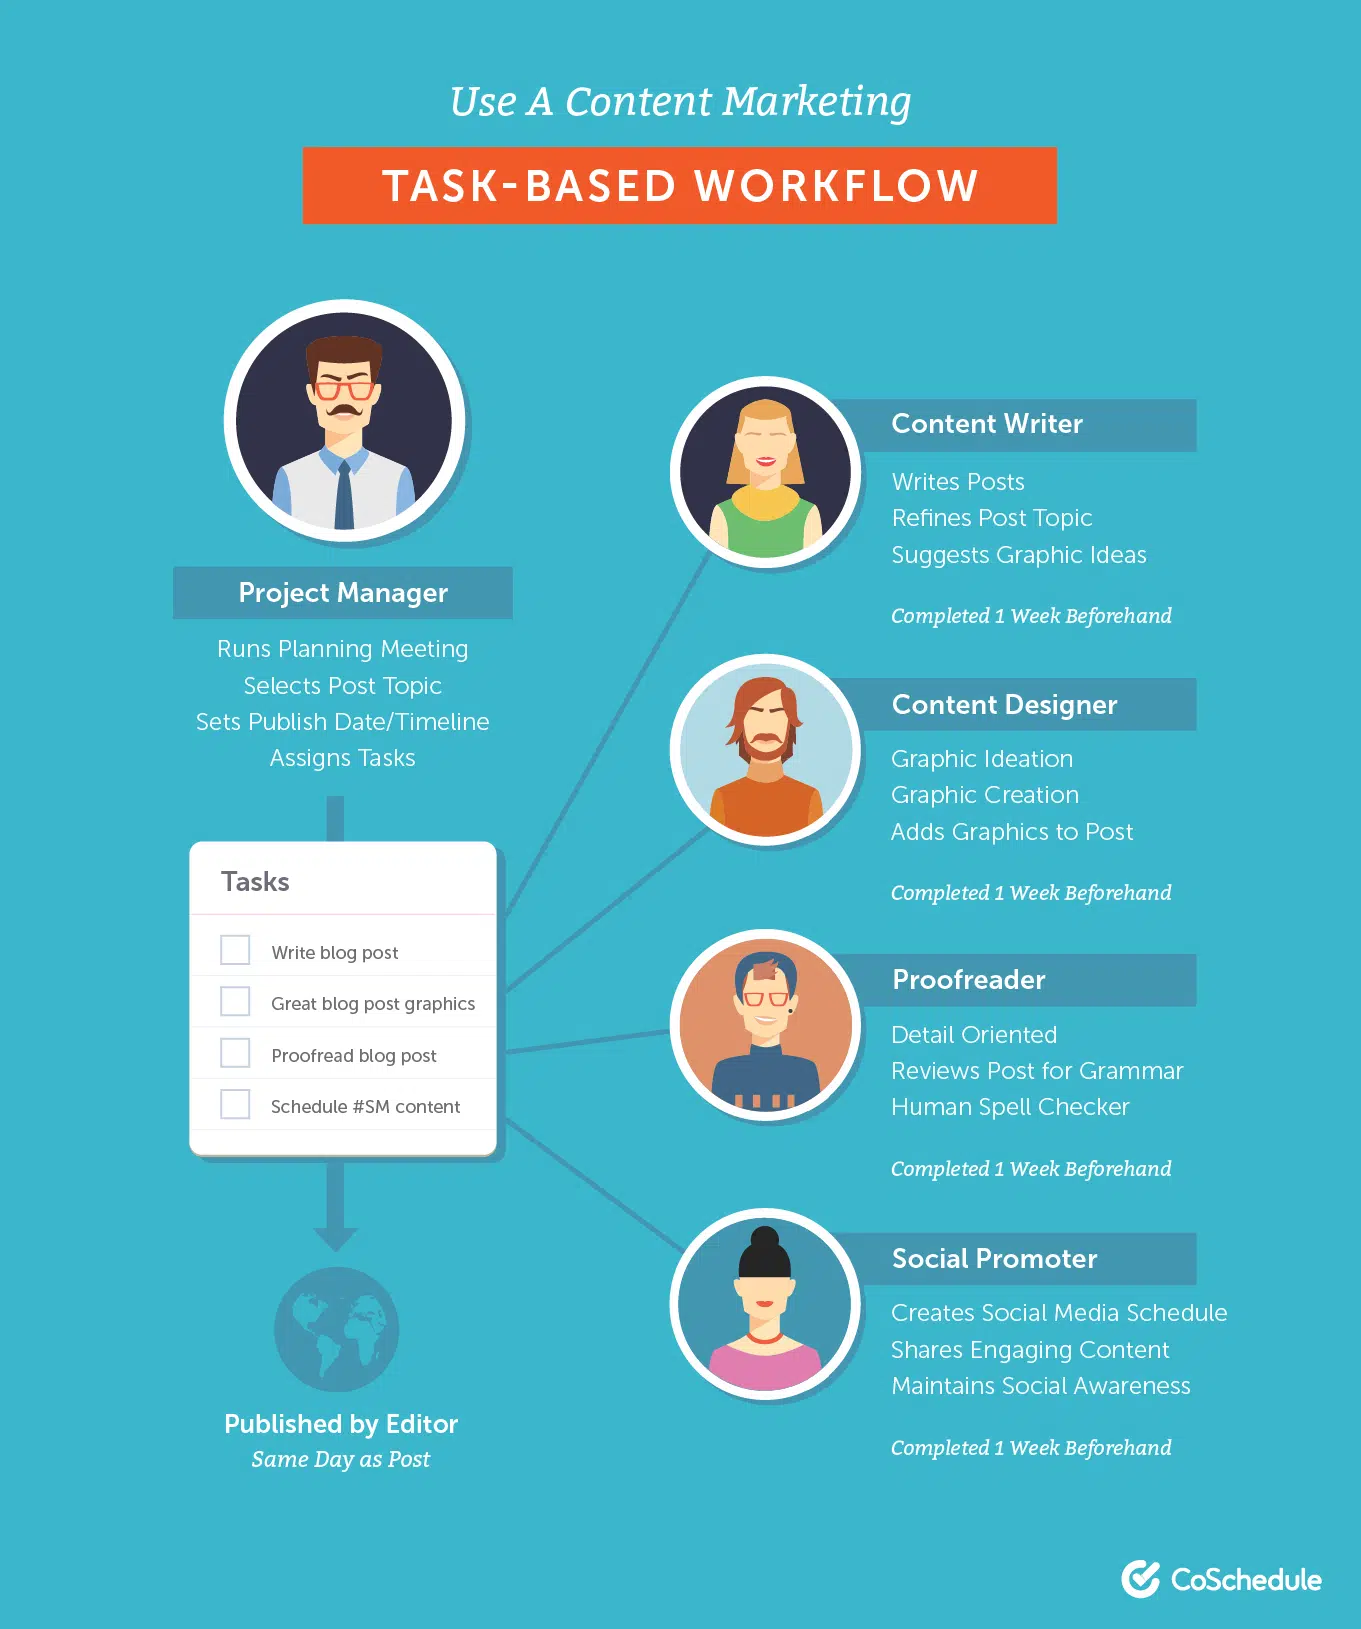 Use A Content Marketing
TASK-BASED WORKFLOW
Project Manager
Runs Planning Meeting
Selects Post Topic
Sets Publish Date/Timeline
Assigns Tasks
Tasks
Write blog post
Great blog post graphics
Proofread blog post
Schedule #SM content
Published by Editor
Same Day as Post
Content Writer
Writes Posts
Refines Post Topic
Suggests Graphic Ideas
Completed 1 Week Beforehand
Content Designer
Graphic Ideation
Graphic Creation
Adds Graphics to Post
Completed 1 Week Beforehand
Proofreader
Detail Oriented
Reviews Post for Grammar
Human Spell Checker
Completed 1 Week Beforehand
Social Promoter
Creates Social Media Schedule
Shares Engaging Content
Maintains Social Awareness
Completed 1 Week Beforehand
CoSchedule